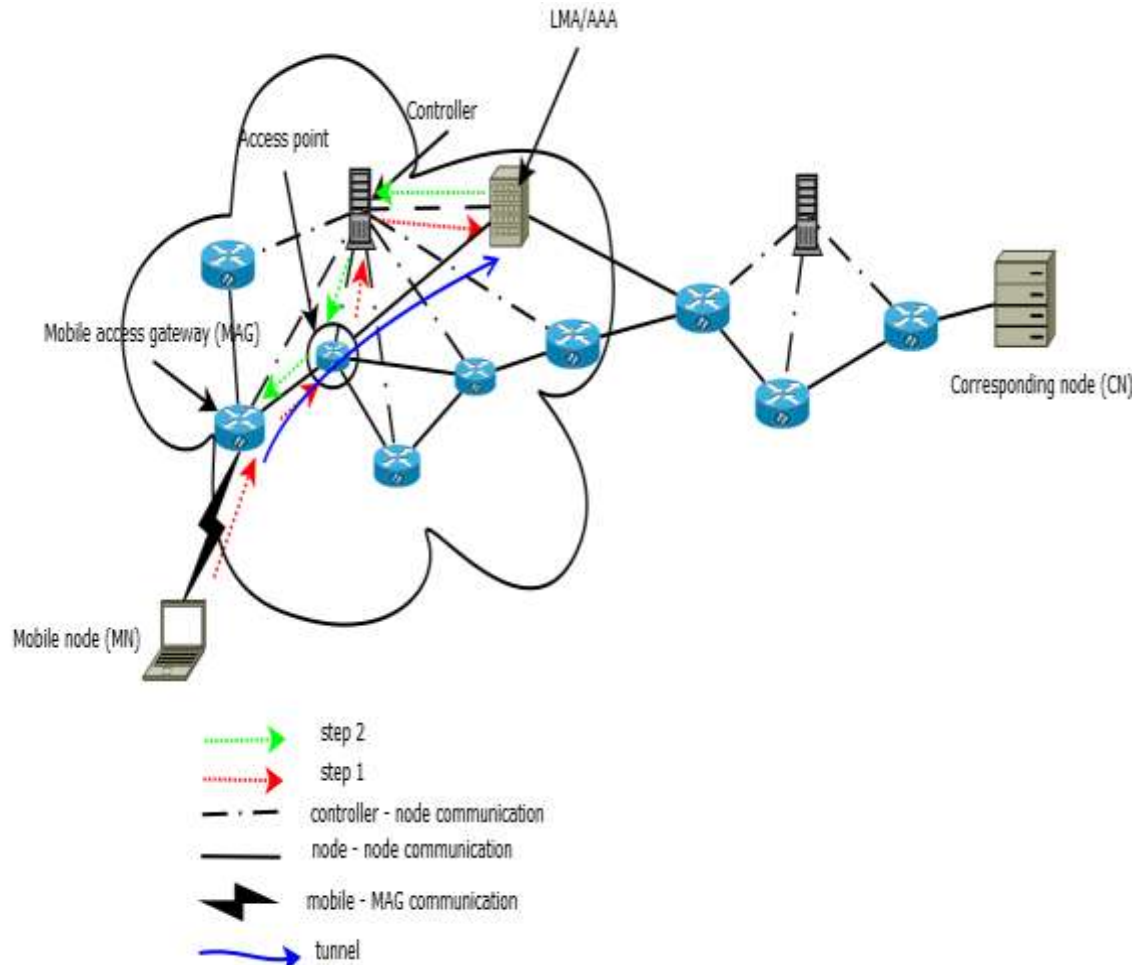 LMA/AAA
Controller
Access point
Mobile access gateway (MAG)
Corresponding node (CN)
Mobile node (MN)
step 2
step 1
controller - node communication
node - node communication
mobile - MAG communication
tunnel